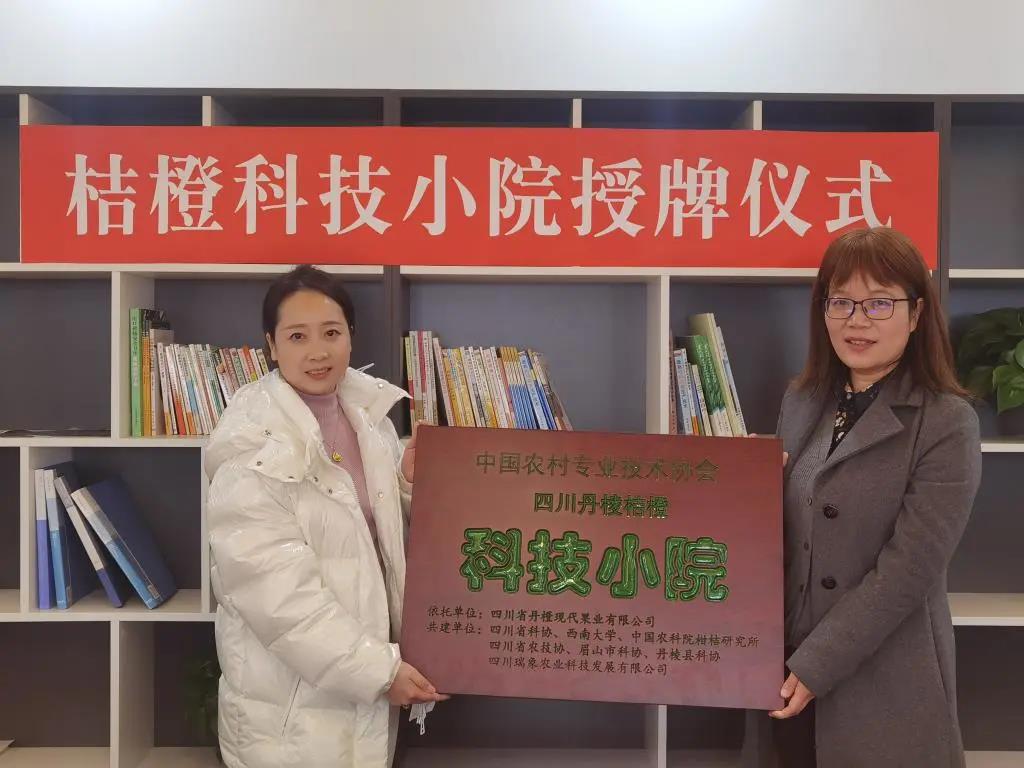 桔橙科技小院授牌仪式
中国农村专业技术协会
四川丹棱桔橙
科技小院
依托单位：四川省丹橙现代果业有限公司
共建单位：四川省科协、西南大学、中国农科院柑桔研究所
四川省农技协、眉山市科协、丹棱县科协
四川瑞象农业科技发展有限公司